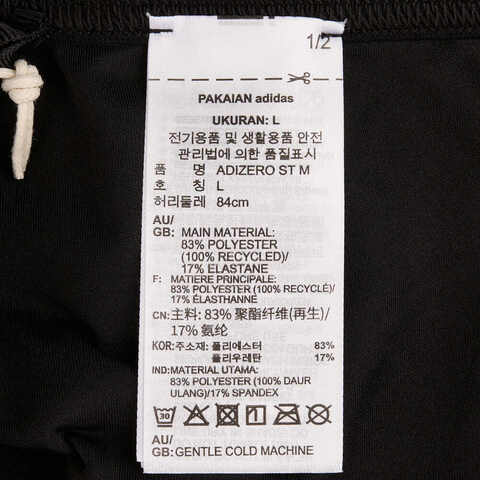 1/2
PAKAIAN adidas
UKURAN: L
전기용품 및 생활용품 안전
관리법에 의한 품질표시
품 명 ADIZERO ST M
호 칭 L
허리둘레 84cm
AU/
GB: MAIN MATERIAL:
83% POLYESTER
(100% RECYCLED)/
17% ELASTANE
F: MATIERE PRINCIPALE:
83% POLYESTER (100% RECYCLÉ)/
17% ÉLASTHANNE
CN: 主料: 83% 聚酯纤维(再生)/
17% 氨纶
KOR: 주소재: 폴리에스터 83%
폴리우레탄 17%
IND: MATERIAL UTAMA:
83% POLYESTER (100% DAUR
ULANG)/17% SPANDEX
30
AU/
GB: GENTLE COLD MACHINE